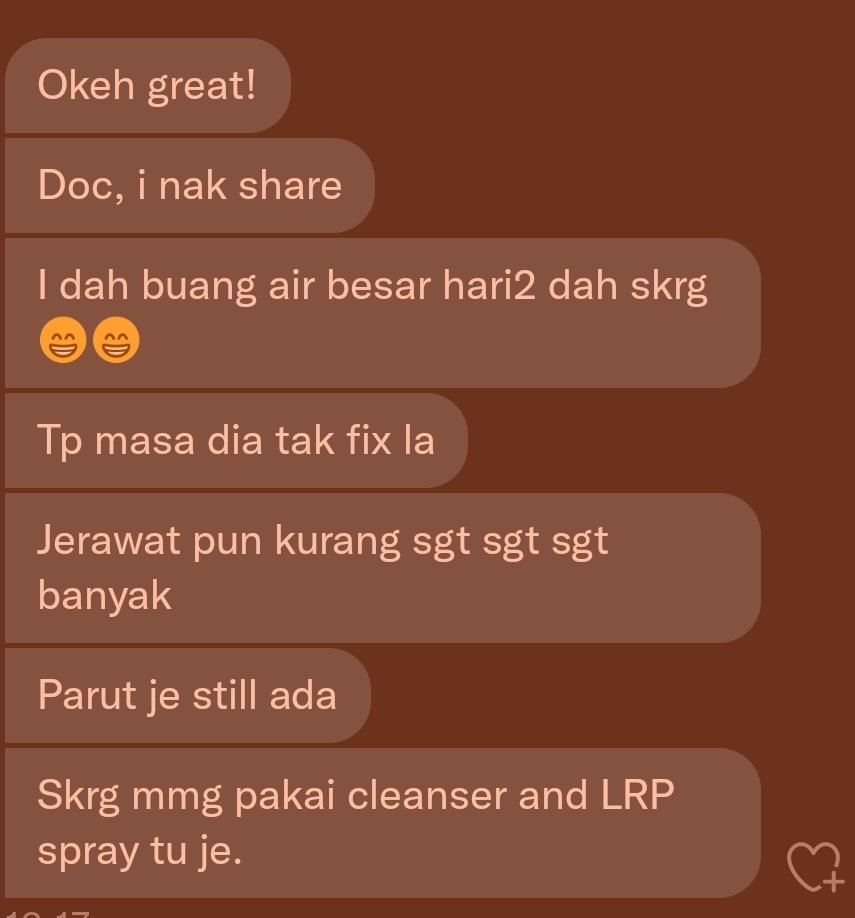 Okeh great!
Doc, i nak share
I dah buang air besar hari2 dah skrg
😁😁
Tp masa dia tak fix la
Jerawat pun kurang sgt sgt sgt
banyak
Parut je still ada
Skrg mmg pakai cleanser and LRP
spray tu je.